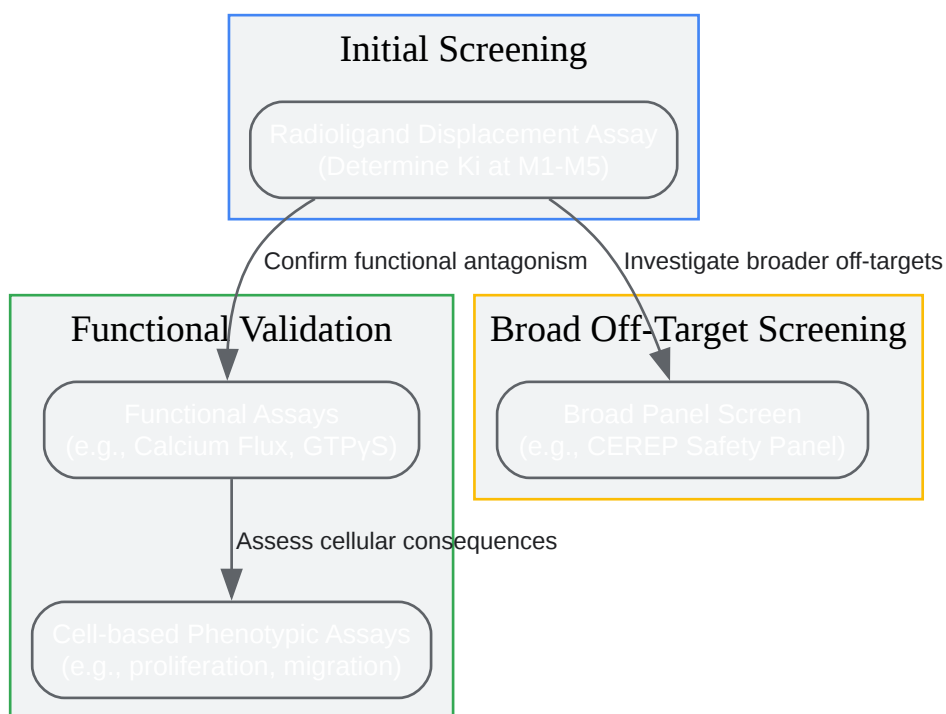 Initial Screening
Radioligand Displacement Assay
(Determine Ki at M1-M5)
Confirm functional antagonism
Investigate broader off-targets
Functional Validation
Broad Off-Target Screening
Functional Assays
(e.g., Calcium Flux, GTPγS)
Broad Panel Screen
(e.g., CEREP Safety Panel)
Assess cellular consequences
Cell-based Phenotypic Assays
(e.g., proliferation, migration)